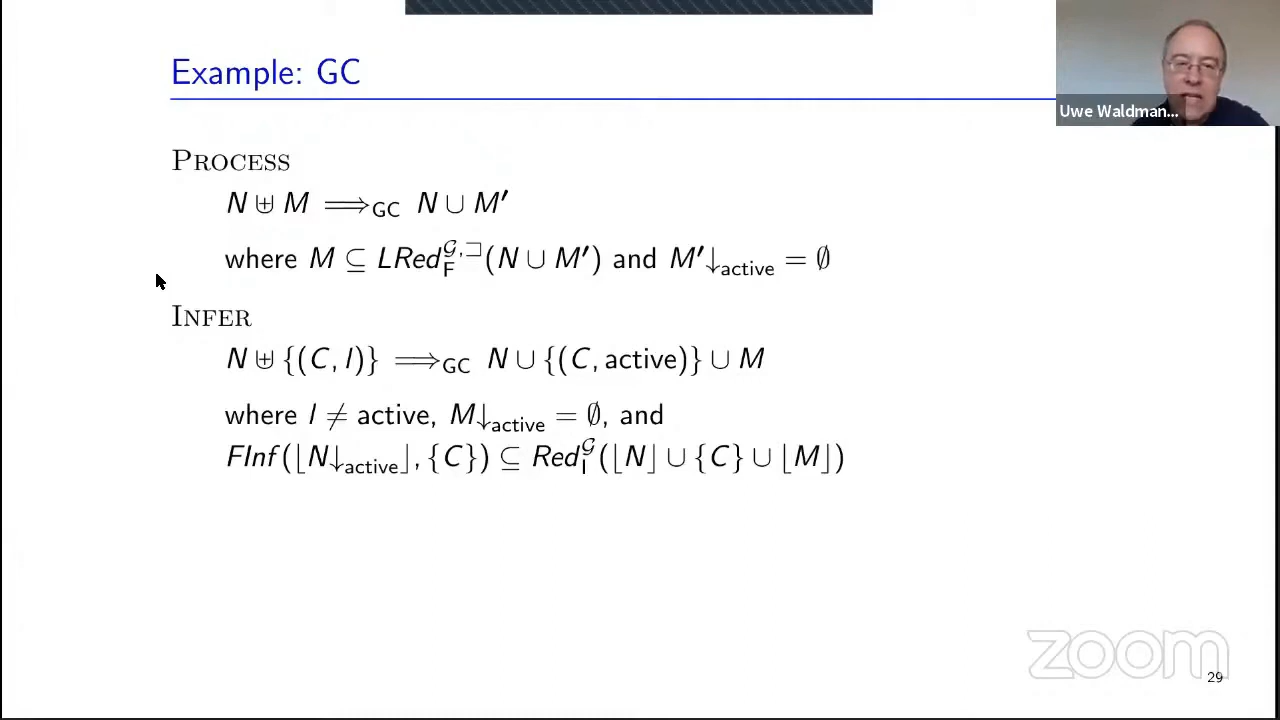 Example: GC
Uwe Waldman...
PROCESS
N ⊎ M ⟹GC N ∪ M′
where M ⊆ LRed_F^{𝒢,⊐}(N ∪ M′) and M′↓active = ∅
INFER
N ⊎ {(C, l)} ⟹GC N ∪ {(C, active)} ∪ M
where l ≠ active, M↓active = ∅, and
FInf(⌊N↓active⌋, {C}) ⊆ Red_I^𝒢(⌊N⌋ ∪ {C} ∪ ⌊M⌋)
zoom
29